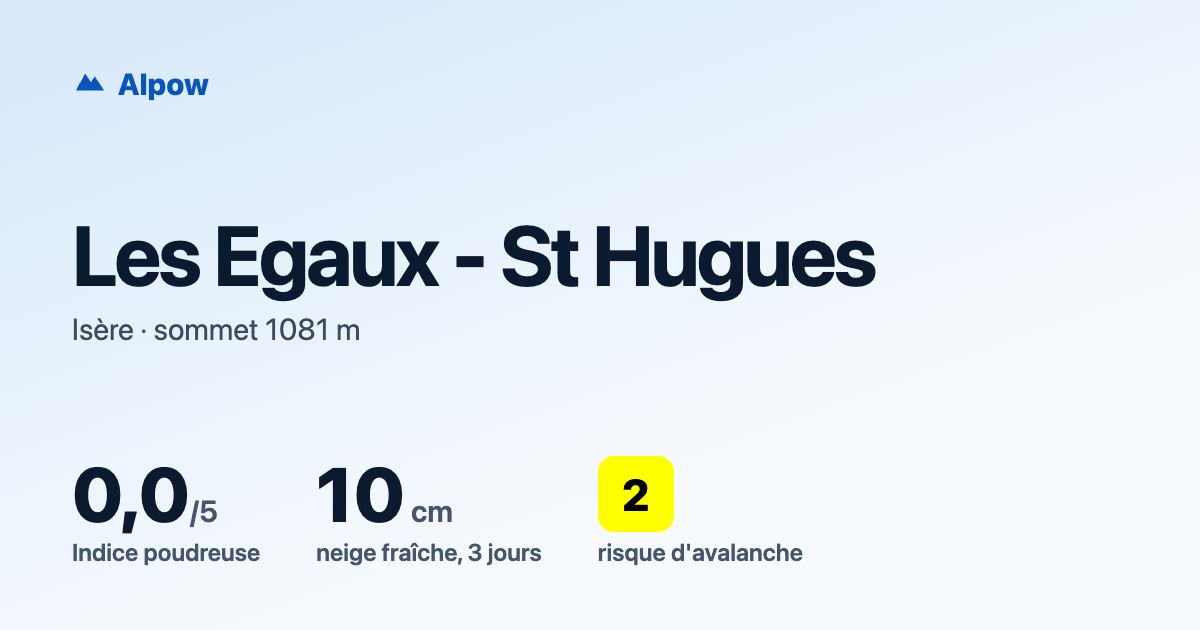 Alpow
Les Egaux - St Hugues
Isère · sommet 1081 m
0,0/5
Indice poudreuse
10 cm
neige fraîche, 3 jours
2
risque d'avalanche